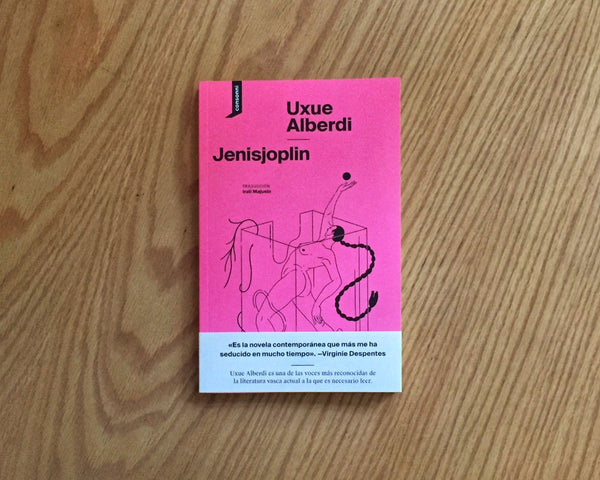 consonni
Uxue
Alberdi
Jenisjoplin
TRADUCCIÓN
Irati Majuelo
«Es la novela contemporánea que más me ha
seducido en mucho tiempo». —Virginie Despentes
Uxue Alberdi es una de las voces más reconocidas de
la literatura vasca actual a la que es necesario leer.